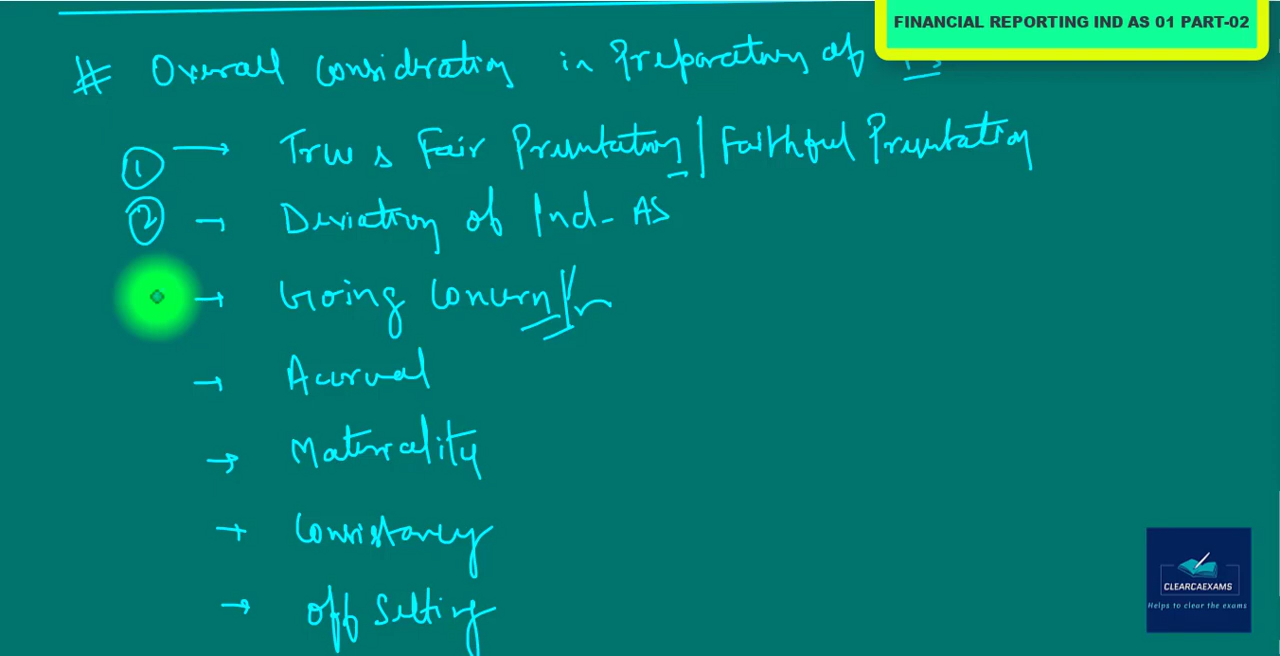 FINANCIAL REPORTING IND AS 01 PART-02
# Overall Consideration in Preparation of
① → True & Fair Presentation / Faithful Presentation
② → Deviation of Ind-AS
→ Going Concern
→ Accrual
→ Materiality
→ Consistancy
→ Off Setting
CLEARCAEXAMS
Helps to clear the exams